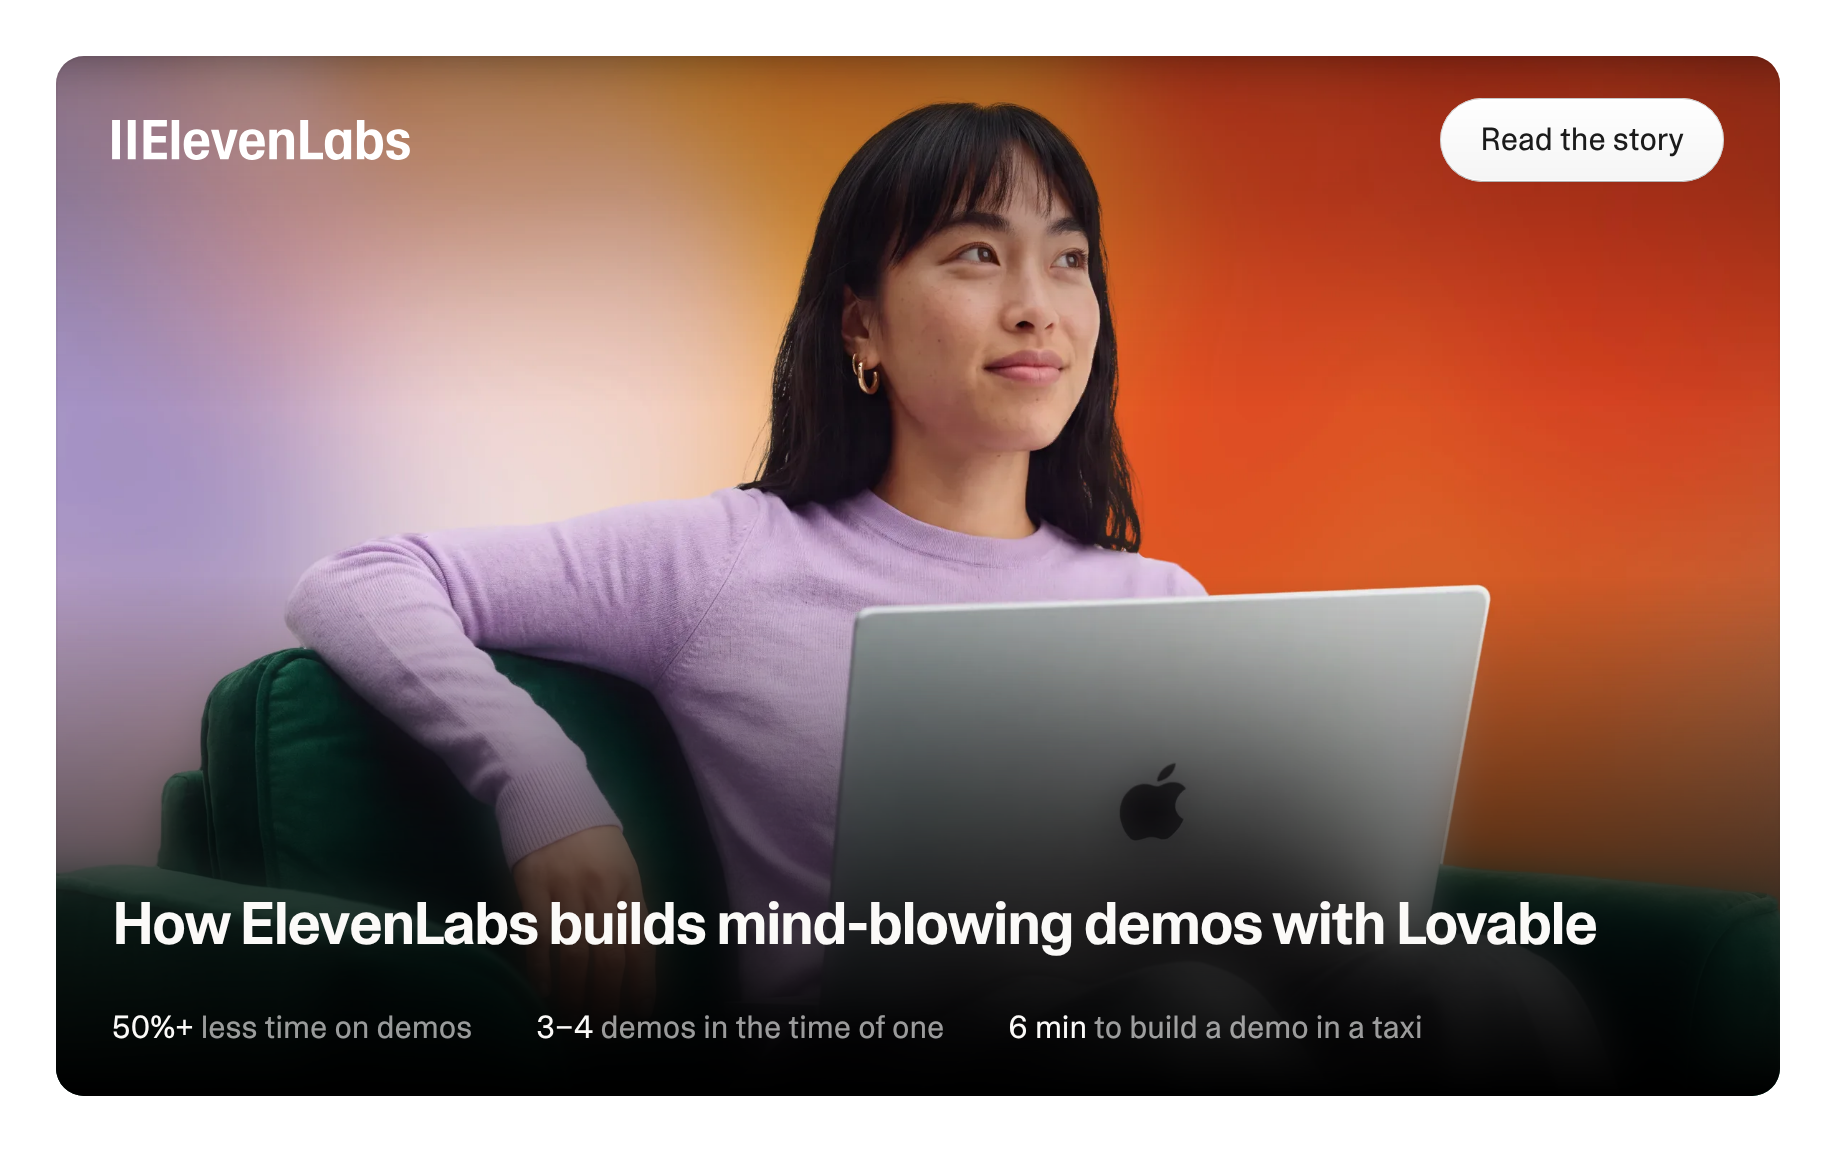 IIElevenLabs
Read the story
How ElevenLabs builds mind-blowing demos with Lovable
50%+ less time on demos
3–4 demos in the time of one
6 min to build a demo in a taxi